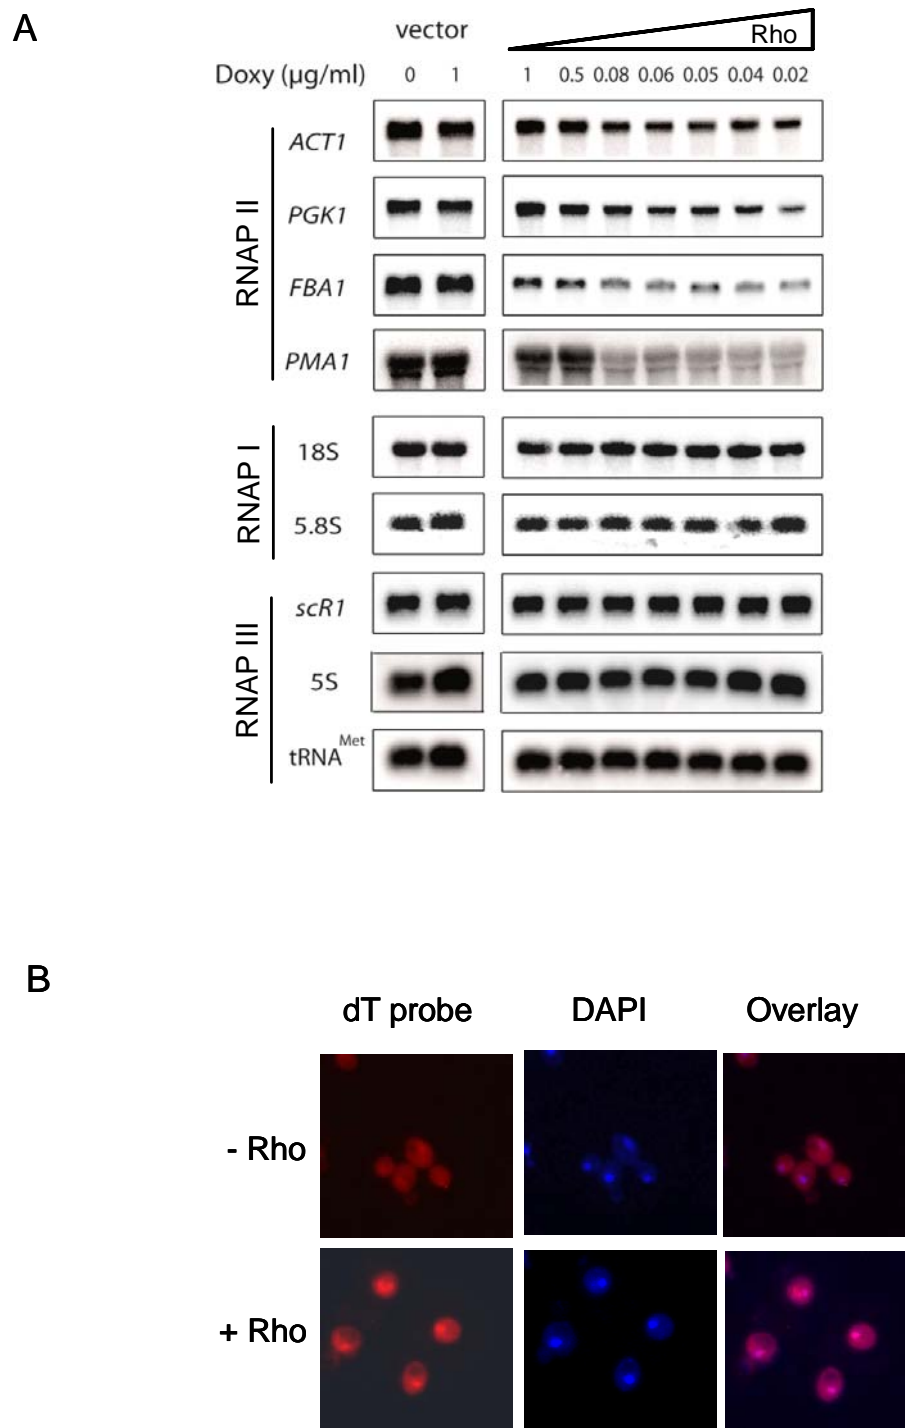 A
vector
Rho
Doxy (μg/ml) 0 1 1 0.5 0.08 0.06 0.05 0.04 0.02
RNAP II
ACT1
PGK1
FBA1
PMA1
RNAP I
18S
5.8S
RNAP III
scR1
5S
tRNAMet
B
dT probe DAPI Overlay
- Rho
+ Rho